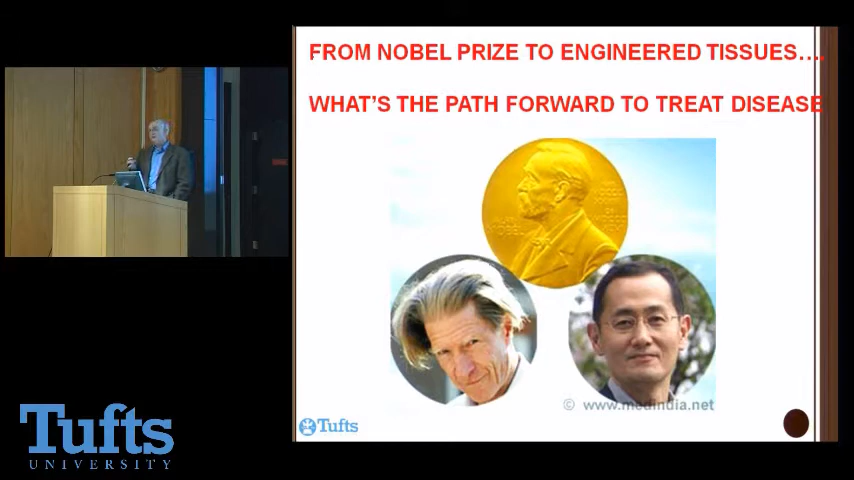 FROM NOBEL PRIZE TO ENGINEERED TISSUES....
WHAT'S THE PATH FORWARD TO TREAT DISEASE
© www.medindia.net
Tufts
Tufts
UNIVERSITY